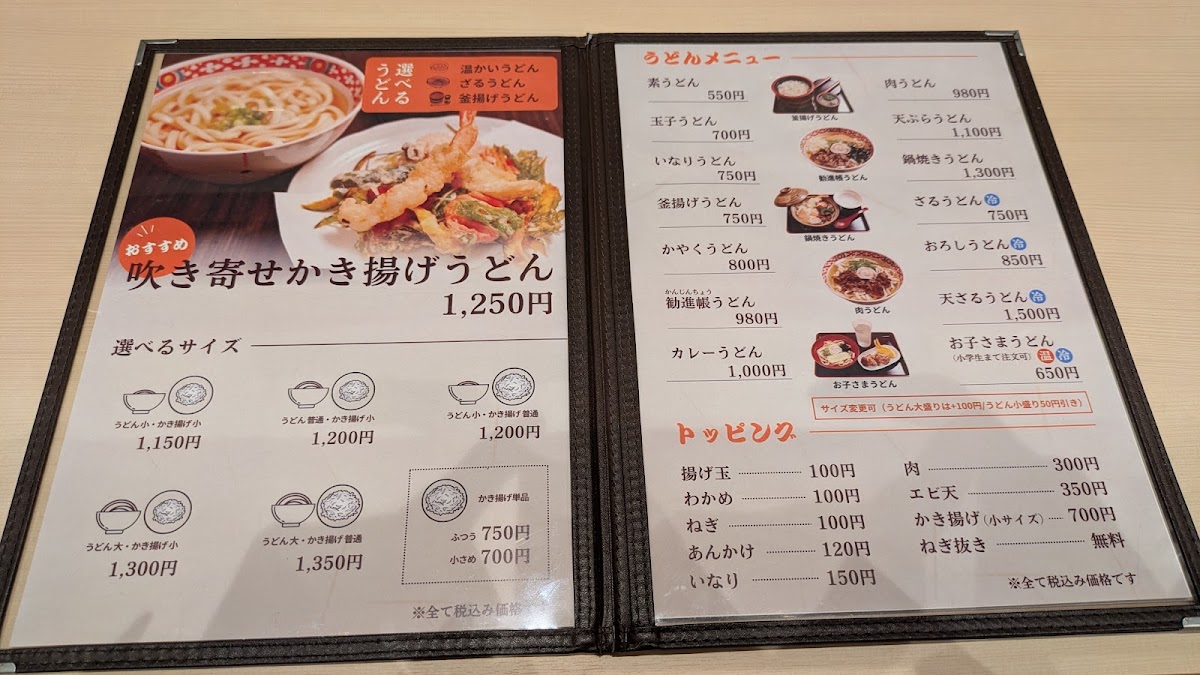 選べる
うどん
温かいうどん
ざるうどん
釜揚げうどん
おすすめ
吹き寄せかき揚げうどん
1,250円
選べるサイズ
うどん小・かき揚げ小
1,150円
うどん普通・かき揚げ小
1,200円
うどん小・かき揚げ普通
1,200円
うどん大・かき揚げ小
1,300円
うどん大・かき揚げ普通
1,350円
かき揚げ単品
ふつう 750円
小さめ 700円
※全て税込み価格
うどんメニュー
素うどん
550円
玉子うどん
700円
いなりうどん
750円
釜揚げうどん
750円
かやくうどん
800円
かんじんちょう
勧進帳うどん
980円
カレーうどん
1,000円
釜揚げうどん
勧進帳うどん
鍋焼きうどん
肉うどん
お子さまうどん
肉うどん
980円
天ぷらうどん
1,100円
鍋焼きうどん
1,300円
ざるうどん 冷
750円
おろしうどん 冷
850円
天ざるうどん 冷
1,500円
お子さまうどん
(小学生まで注文可) 温 冷
650円
サイズ変更可(うどん大盛りは+100円/うどん小盛り50円引き)
トッピング
揚げ玉 100円
わかめ 100円
ねぎ 100円
あんかけ 120円
いなり 150円
肉 300円
エビ天 350円
かき揚げ(小サイズ) 700円
ねぎ抜き 無料
※全て税込み価格です